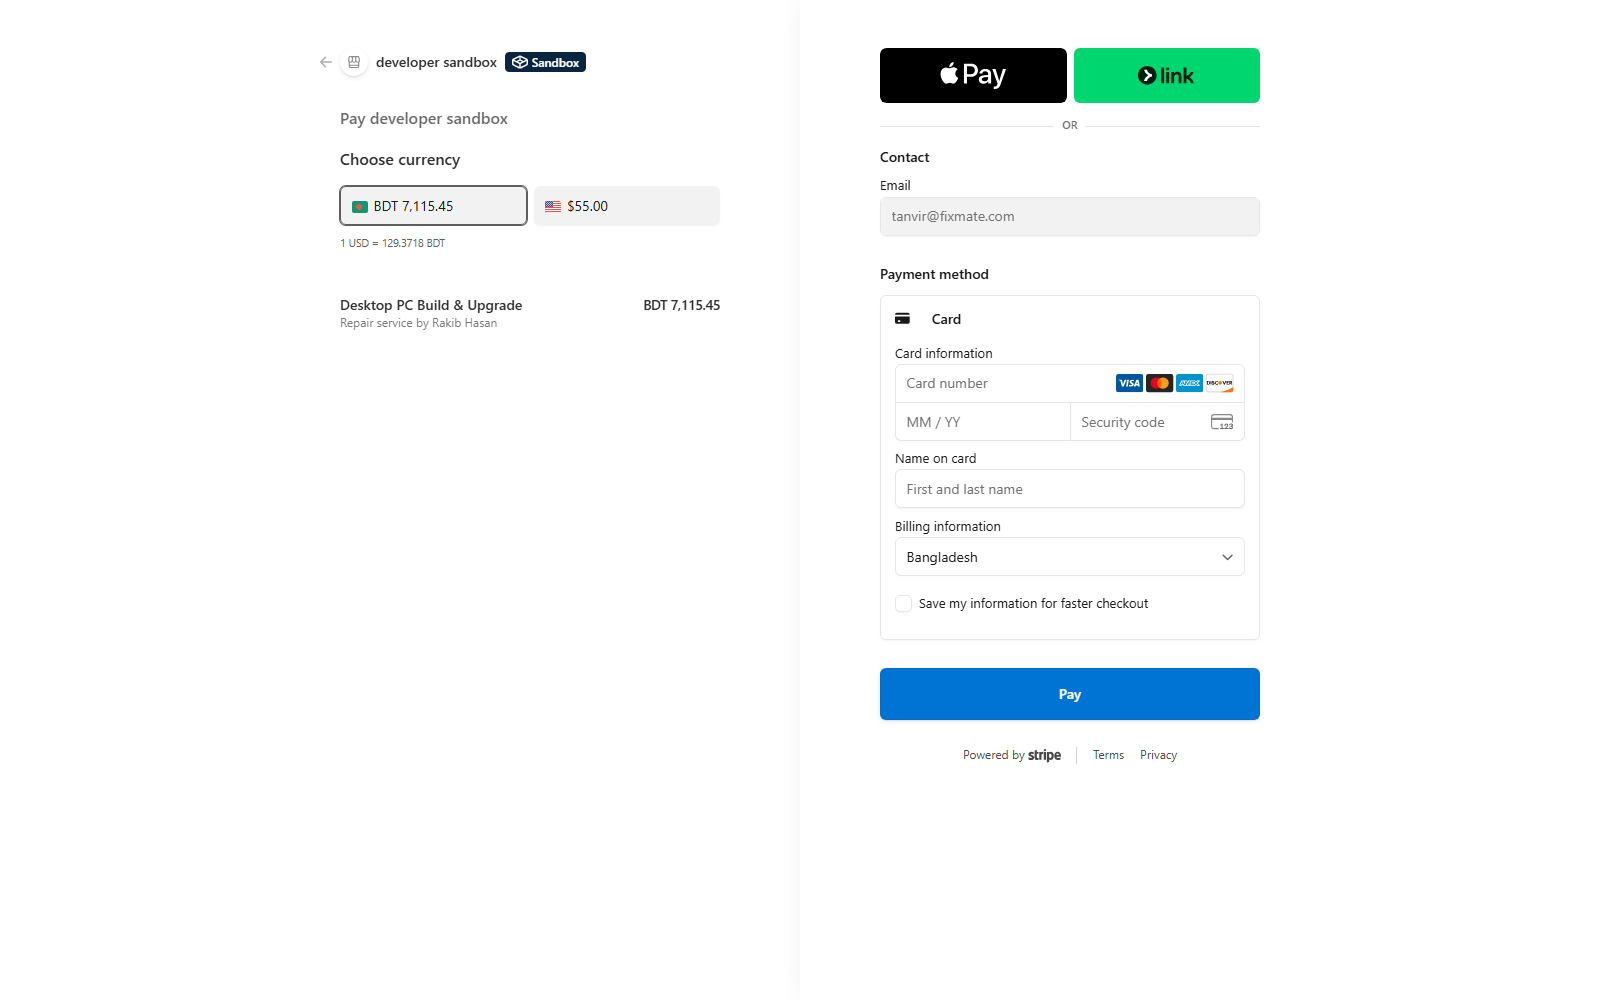 developer sandbox Sandbox
Pay developer sandbox
Choose currency
BDT 7,115.45 $55.00
1 USD = 129.3718 BDT
Desktop PC Build & Upgrade BDT 7,115.45
Repair service by Rakib Hasan
Pay link
OR
Contact
Email
tanvir@fixmate.com
Payment method
Card
Card information
Card number VISA AMEX DISCOVER
MM / YY Security code 123
Name on card
First and last name
Billing information
Bangladesh
Save my information for faster checkout
Pay
Powered by stripe Terms Privacy